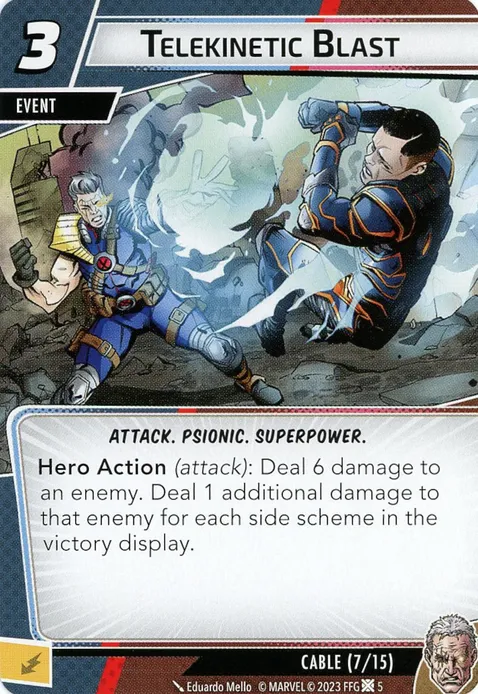 3
TELEKINETIC BLAST
EVENT
ATTACK. PSIONIC. SUPERPOWER.
Hero Action (attack): Deal 6 damage to
an enemy. Deal 1 additional damage to
that enemy for each side scheme in the
victory display.
CABLE (7/15)
Eduardo Mello © MARVEL © 2023 FFG 5